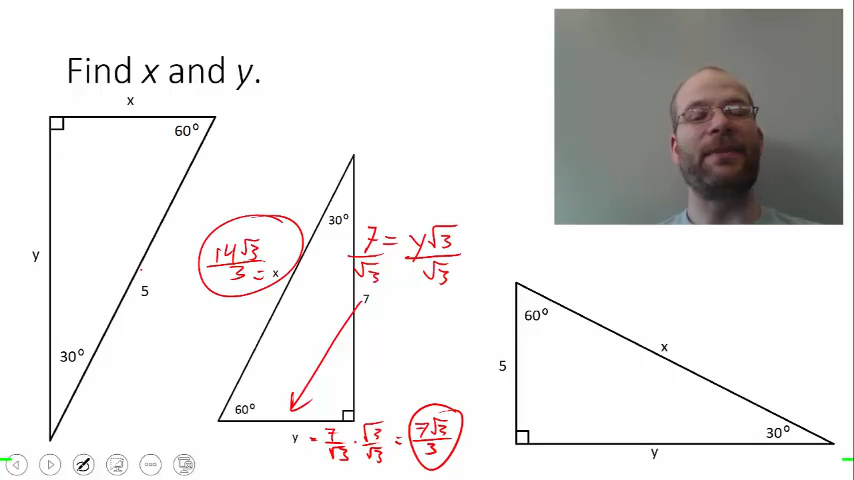 Find x and y.
x
60°
y
5
30°
30°
14√3/3 = x
7/√3 = y√3/√3
7
60°
y = 7/√3 · √3/√3 = 7√3/3
60°
5
x
30°
y